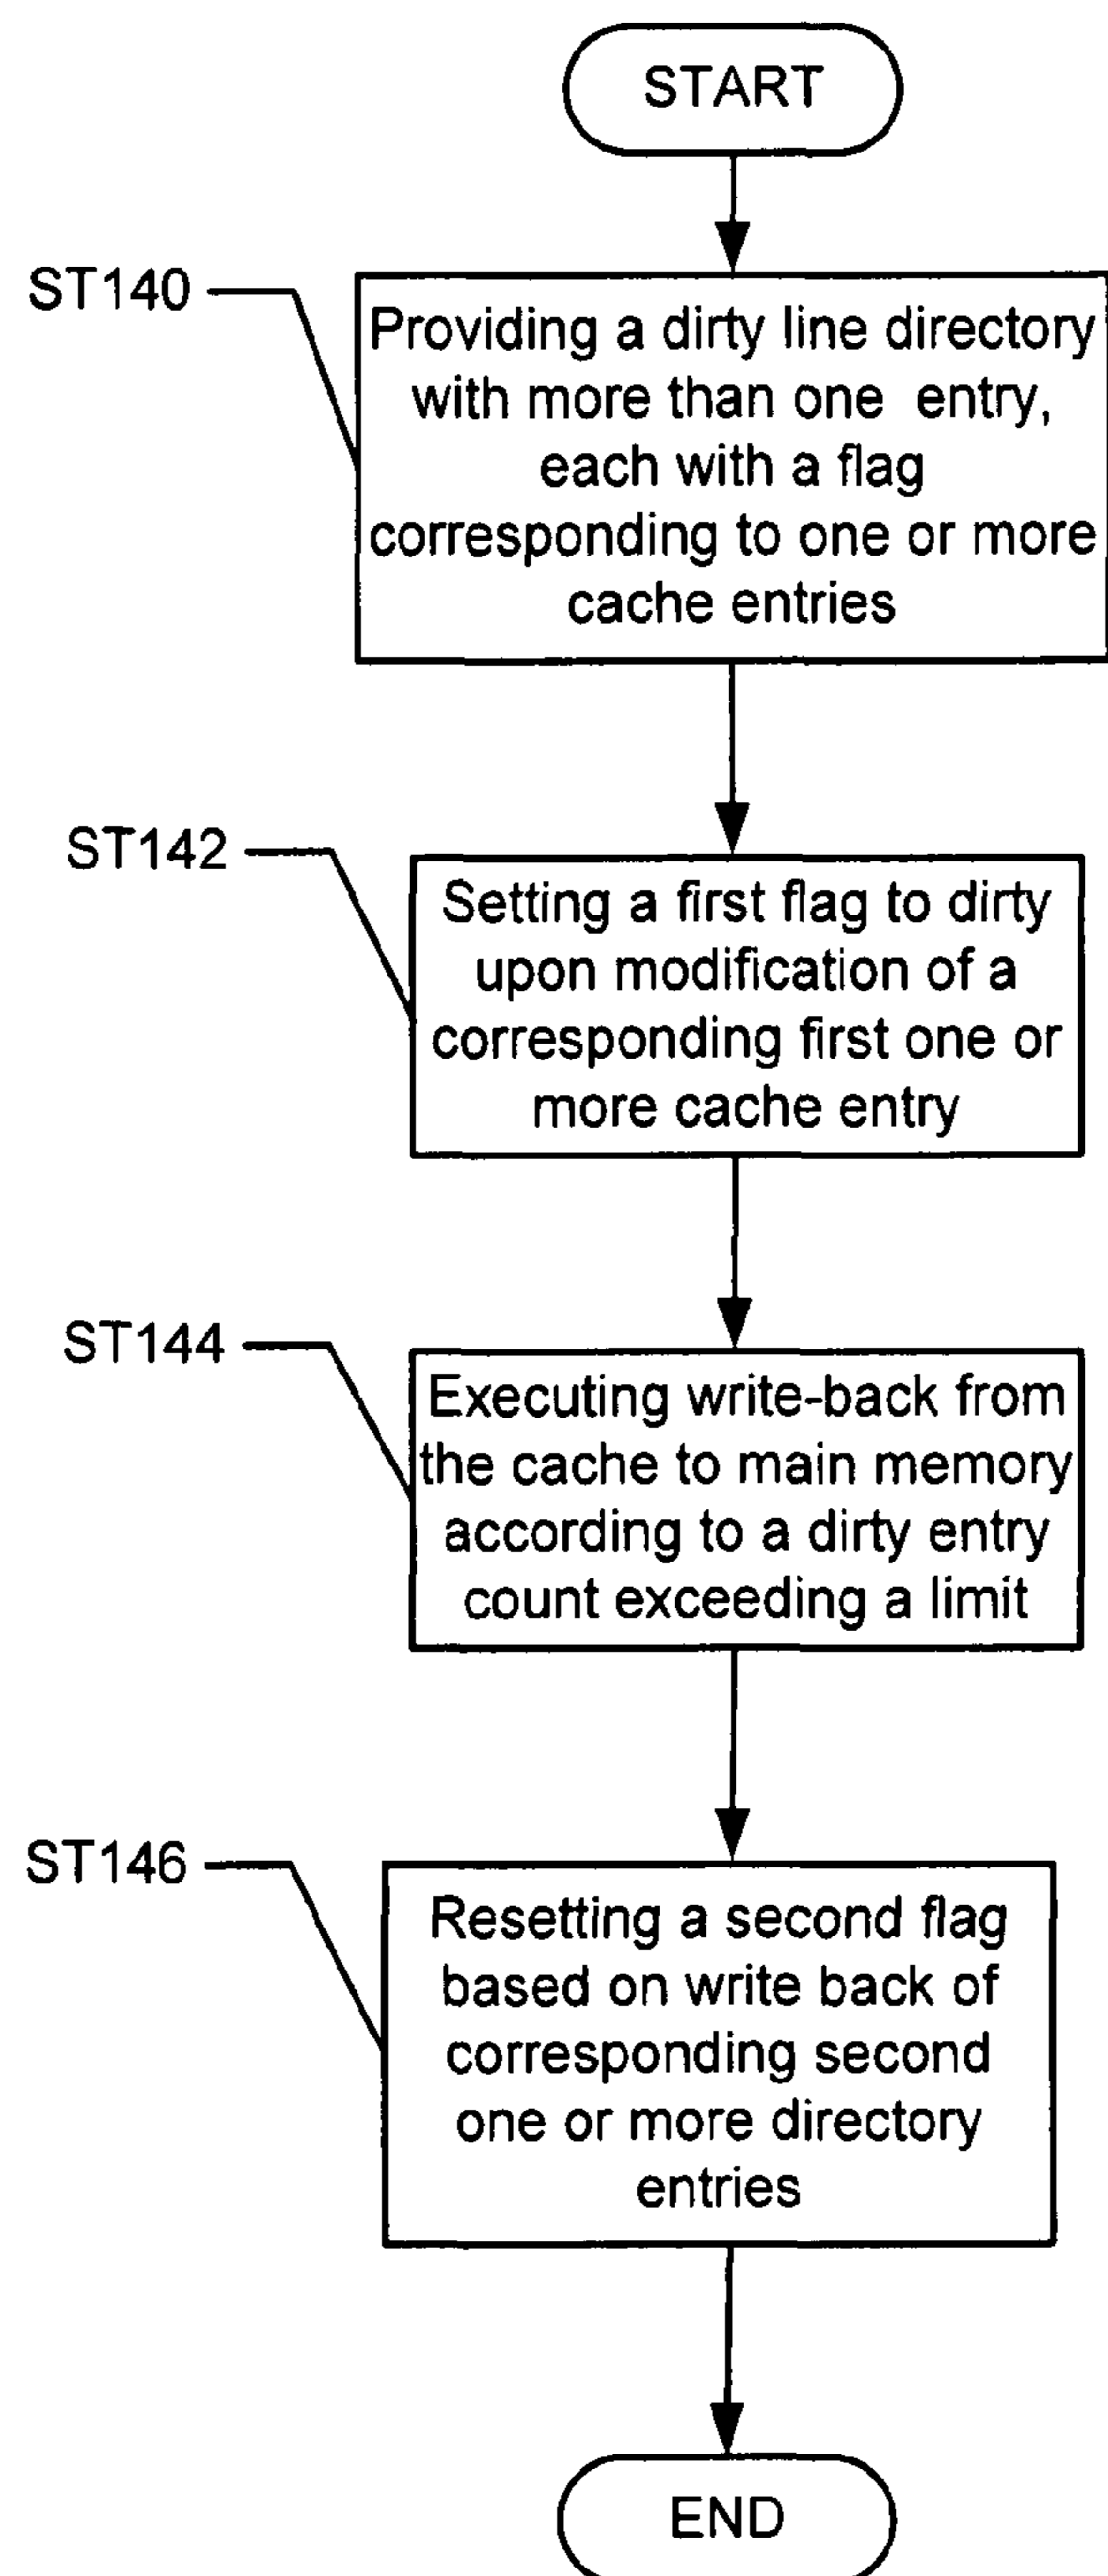 START
ST140
Providing a dirty line directory
with more than one entry,
each with a flag
corresponding to one or more
cache entries
ST142
Setting a first flag to dirty
upon modification of a
corresponding first one or
more cache entry
ST144
Executing write-back from
the cache to main memory
according to a dirty entry
count exceeding a limit
ST146
Resetting a second flag
based on write back of
corresponding second
one or more directory
entries
END